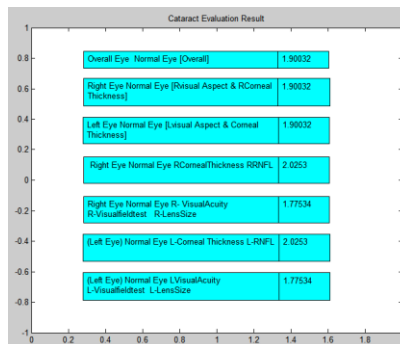 Cataract Evaluation Result
1
0.8
0.6
0.4
0.2
0
-0.2
-0.4
-0.6
-0.8
-1
Overall Eye Normal Eye [Overall] 1.90032
Right Eye Normal Eye [Rvisual Aspect & RCorneal
Thickness] 1.90032
Left Eye Normal Eye [Lvisual Aspect & Corneal
Thickness] 1.90032
Right Eye Normal Eye RCornealThickness RRNFL 2.0253
Right Eye Normal Eye R- VisualAcuity
R-Visualfieldtest R-LensSize 1.77534
(Left Eye) Normal Eye L-Corneal Thickness L-RNFL 2.0253
(Left Eye) Normal Eye LVisualAcuity
L-Visualfieldtest L-LensSize 1.77534
0 0.2 0.4 0.6 0.8 1 1.2 1.4 1.6 1.8